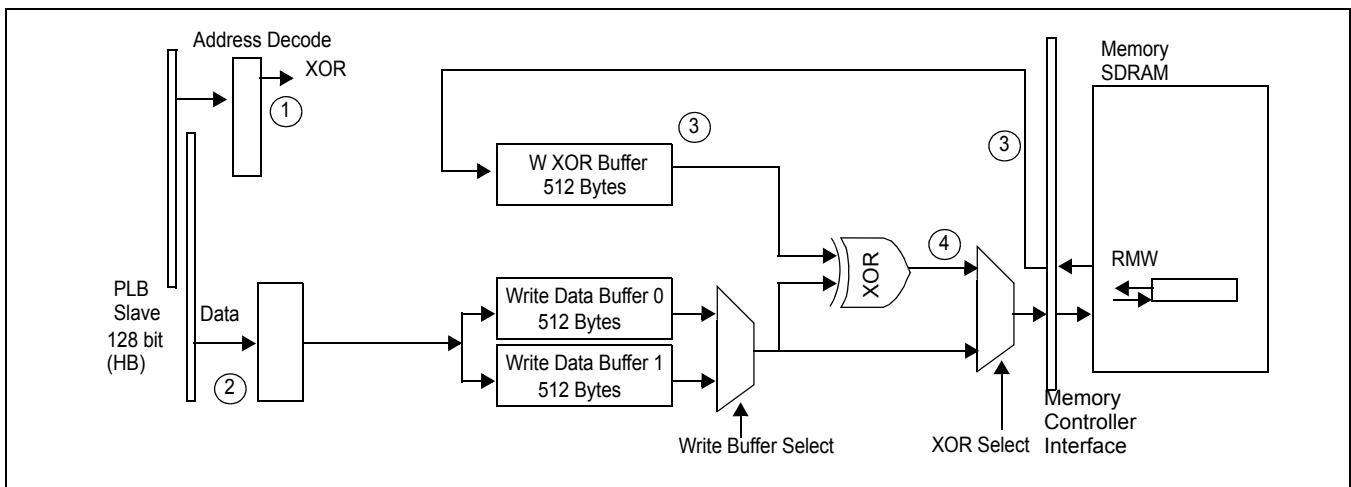 Address Decode
XOR
1
Memory
SDRAM
3
3
W XOR Buffer
512 Bytes
4
XOR
RMW
PLB
Slave
128 bit
(HB)
Data
2
Write Data Buffer 0
512 Bytes
Write Data Buffer 1
512 Bytes
Write Buffer Select
XOR Select
Memory
Controller
Interface